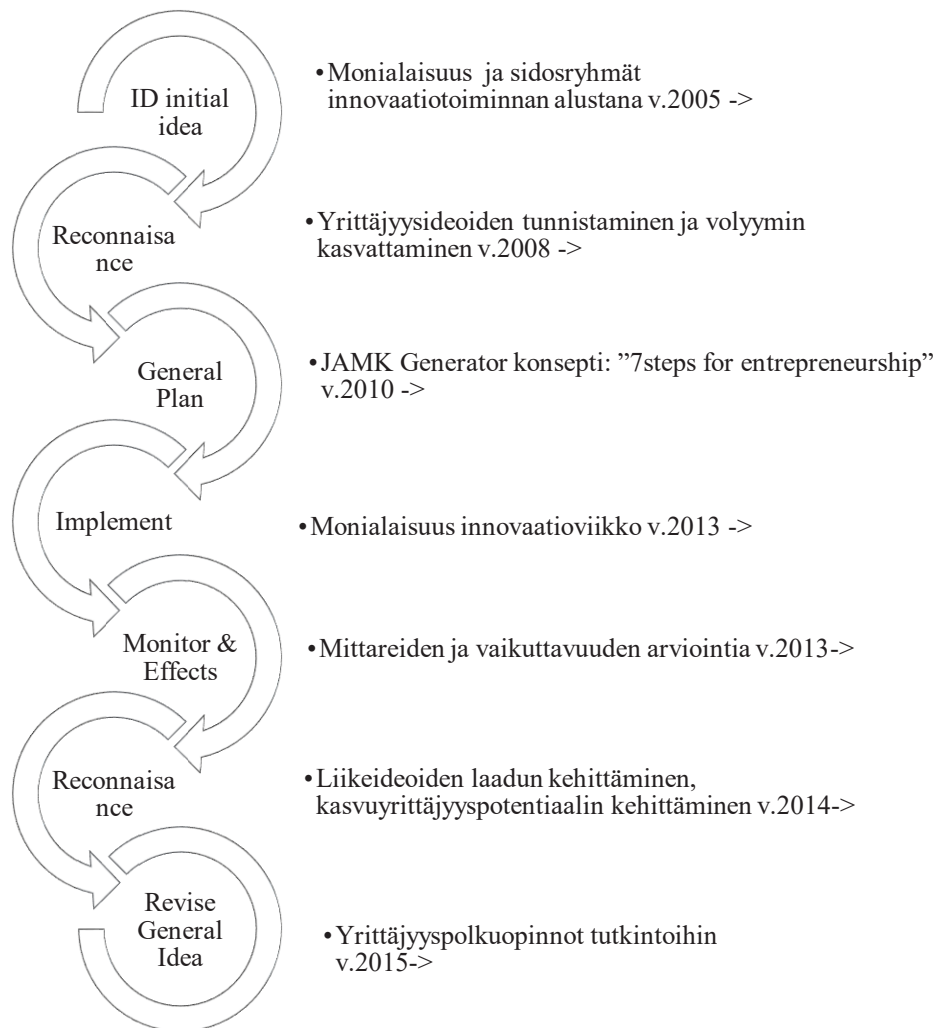 ID initial
idea
•Monialaisuus ja sidosryhmät
innovaatiotoiminnan alustana v.2005 ->
Reconnaisa
nce
•Yrittäjyysideoiden tunnistaminen ja volyymin
kasvattaminen v.2008 ->
General
Plan
•JAMK Generator konsepti: ”7steps for entrepreneurship”
v.2010 ->
Implement
•Monialaisuus innovaatioviikko v.2013 ->
Monitor &
Effects
•Mittareiden ja vaikuttavuuden arviointia v.2013->
Reconnaisa
nce
•Liikeideoiden laadun kehittäminen,
kasvuyrittäjyyspotentiaalin kehittäminen v.2014->
Revise
General
Idea
•Yrittäjyyspolkuopinnot tutkintoihin
v.2015->